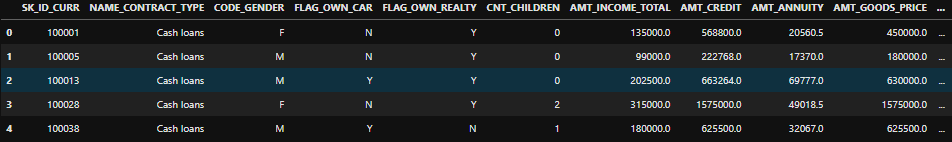 SK_ID_CURR NAME_CONTRACT_TYPE CODE_GENDER FLAG_OWN_CAR FLAG_OWN_REALTY CNT_CHILDREN AMT_INCOME_TOTAL AMT_CREDIT AMT_ANNUITY AMT_GOODS_PRICE ...
0 100001 Cash loans F N Y 0 135000.0 568800.0 20560.5 450000.0 ...
1 100005 Cash loans M N Y 0 99000.0 222768.0 17370.0 180000.0 ...
2 100013 Cash loans M Y Y 0 202500.0 663264.0 69777.0 630000.0 ...
3 100028 Cash loans F N Y 2 315000.0 1575000.0 49018.5 1575000.0 ...
4 100038 Cash loans M Y N 1 180000.0 625500.0 32067.0 625500.0 ...